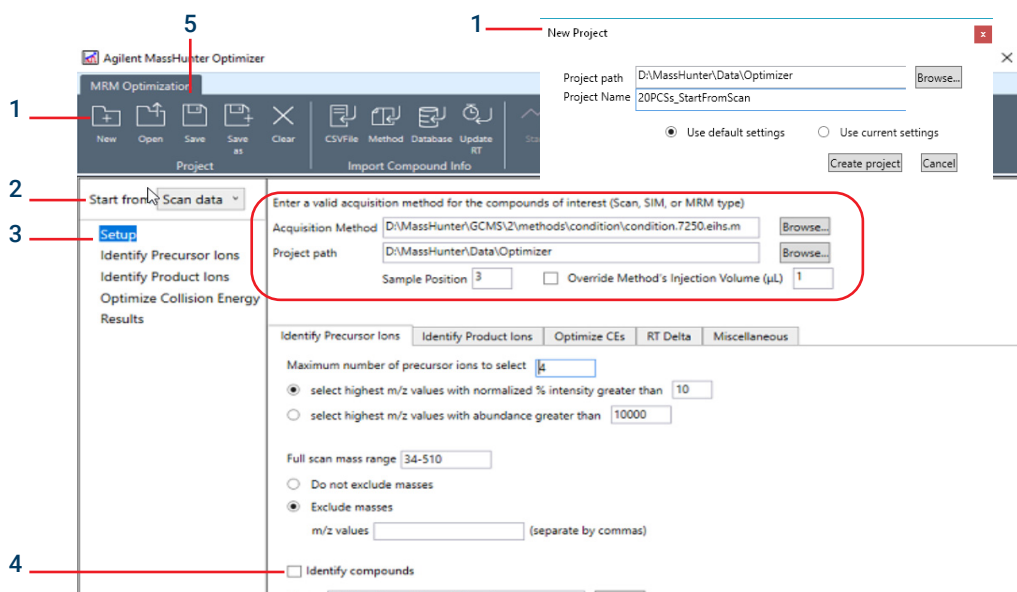 5
1
New Project
Agilent MassHunter Optimizer
MRM Optimization
Project path D:\MassHunter\Data\Optimizer Browse...
Project Name 20PCSs_StartFromScan
Use default settings Use current settings
Create project Cancel
1
New Open Save Save as Clear CSVFile Method Database Update RT
Project Import Compound Info
2
Start from Scan data
3
Setup
Identify Precursor Ions
Identify Product Ions
Optimize Collision Energy
Results
Enter a valid acquisition method for the compounds of interest (Scan, SIM, or MRM type)
Acquisition Method D:\MassHunter\GCMS\2\methods\condition\condition.7250.eihs.m Browse...
Project path D:\MassHunter\Data\Optimizer Browse...
Sample Position 3 Override Method's Injection Volume (μL) 1
Identify Precursor Ions Identify Product Ions Optimize CEs RT Delta Miscellaneous
Maximum number of precursor ions to select 4
select highest m/z values with normalized % intensity greater than 10
select highest m/z values with abundance greater than 10000
Full scan mass range 34-510
Do not exclude masses
Exclude masses
m/z values (separate by commas)
4
Identify compounds